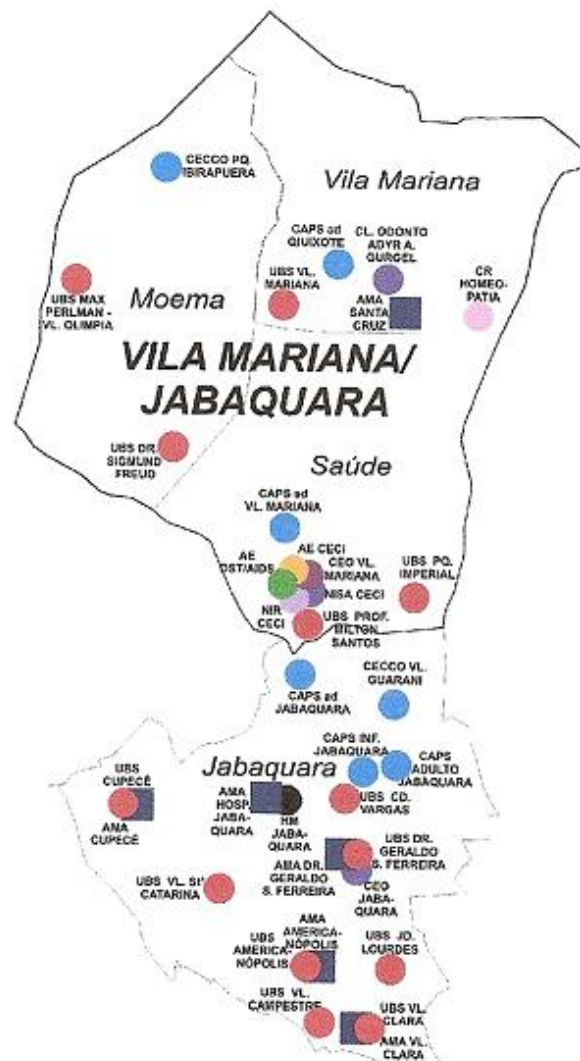 CECCO PQ.
IBIRAPUERA
Vila Mariana
CAPS ad
QIUIXOTE
CL. ODONTO
ADYR A.
GURGEL
UBS VL.
MARIANA
AMA
SANTA
CRUZ
CR
HOMEO-
PATIA
UBS MAX
PERLMAN -
VL. OLIMPIA
Moema
VILA MARIANA/
JABAQUARA
UBS DR.
SIGMUND
FREUD
Saúde
CAPS ad
VL. MARIANA
AE CECI
AE
DST/AIDS
CEO VL.
MARIANA
NISA CECI
UBS PQ.
IMPERIAL
NIR
CECI
UBS PROF.
MILTON
SANTOS
CAPS ad
JABAQUARA
CECCO VL.
GUARANI
CAPS INF.
JABAQUARA
CAPS
ADULTO
JABAQUARA
Jabaquara
UBS
CUPECÊ
AMA
CUPECÊ
AMA
HOSP.
JABA-
QUARA
HM
JABA-
QUARA
UBS CD.
VARGAS
UBS DR.
GERALDO
S. FERREIRA
AMA DR.
GERALDO
S. FERREIRA
CEO
JABA-
QUARA
UBS VL. Stª
CATARINA
AMA
AMERICA-
NÓPOLIS
UBS
AMERICA-
NÓPOLIS
UBS JD.
LOURDES
UBS VL.
CAMPESTRE
UBS VL.
CLARA
AMA VL.
CLARA